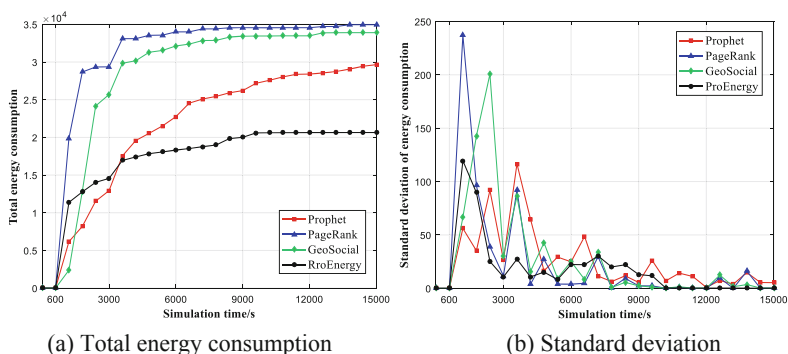 3.5 × 10⁴
3
2.5
2
1.5
1
0.5
0
Total energy consumption
Prophet
PageRank
GeoSocial
RroEnergy
600 3000 6000 9000 12000 15000
Simulation time/s
(a) Total energy consumption
250
200
150
100
50
0
Standard deviation of energy consumption
Prophet
PageRank
GeoSocial
ProEnergy
600 3000 6000 9000 12000 15000
Simulation time/s
(b) Standard deviation